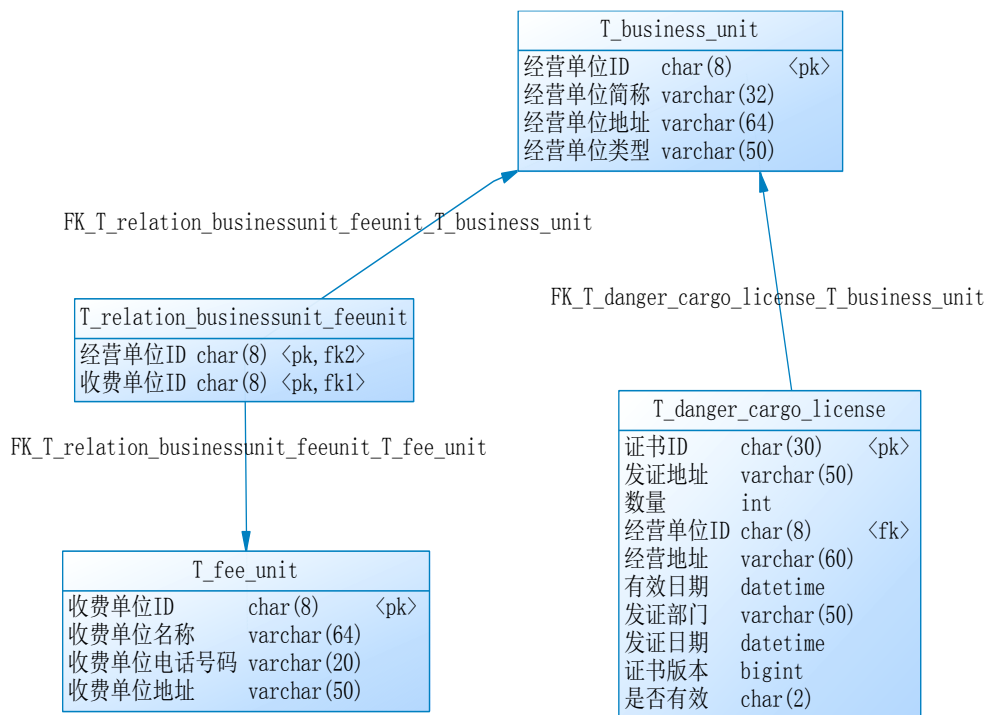 T_business_unit
经营单位ID char(8) <pk>
经营单位简称 varchar(32)
经营单位地址 varchar(64)
经营单位类型 varchar(50)
FK_T_relation_businessunit_feeunit_T_business_unit
FK_T_danger_cargo_license_T_business_unit
T_relation_businessunit_feeunit
经营单位ID char(8) <pk,fk2>
收费单位ID char(8) <pk,fk1>
FK_T_relation_businessunit_feeunit_T_fee_unit
T_danger_cargo_license
证书ID char(30) <pk>
发证地址 varchar(50)
数量 int
经营单位ID char(8) <fk>
经营地址 varchar(60)
有效日期 datetime
发证部门 varchar(50)
发证日期 datetime
证书版本 bigint
是否有效 char(2)
T_fee_unit
收费单位ID char(8) <pk>
收费单位名称 varchar(64)
收费单位电话号码 varchar(20)
收费单位地址 varchar(50)